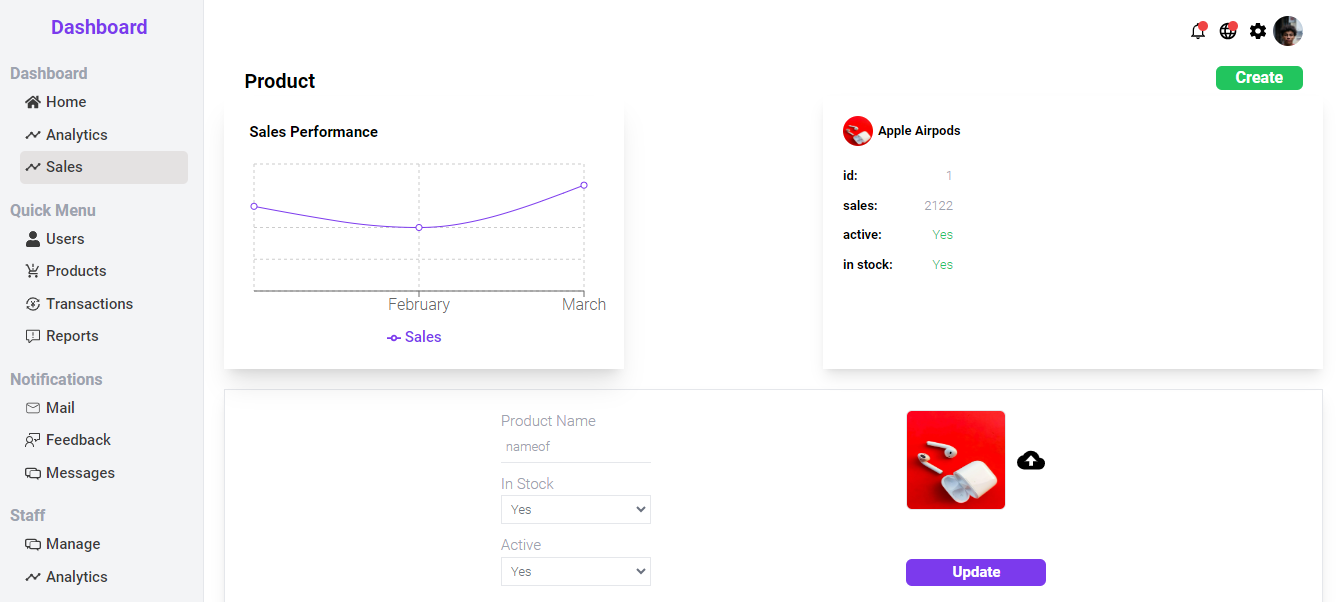 Dashboard
Dashboard
Home
Analytics
Sales
Quick Menu
Users
Products
Transactions
Reports
Notifications
Mail
Feedback
Messages
Staff
Manage
Analytics
Product
Create
Sales Performance
February
March
Sales
Apple Airpods
id: 1
sales: 2122
active: Yes
in stock: Yes
Product Name
nameof
In Stock
Yes
Active
Yes
Update